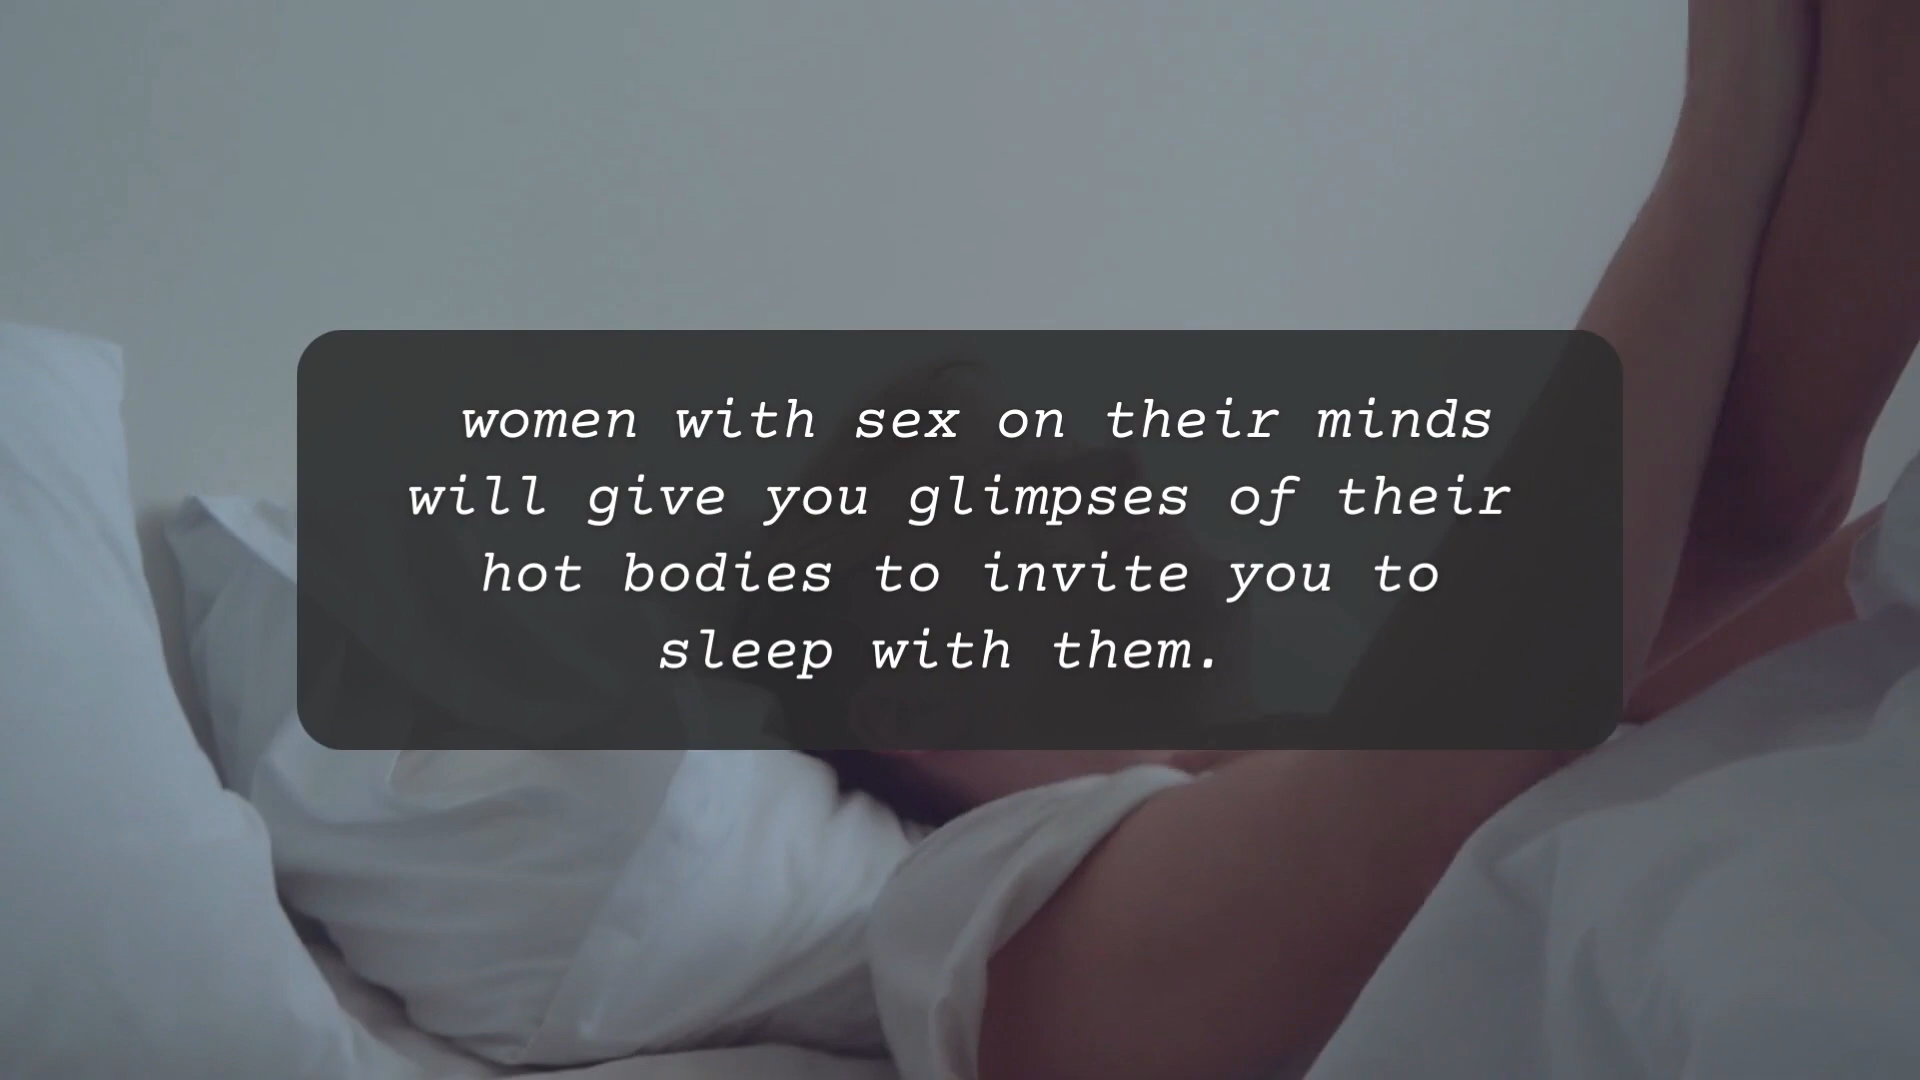 women with sex on their minds
will give you glimpses of their
hot bodies to invite you to
sleep with them.